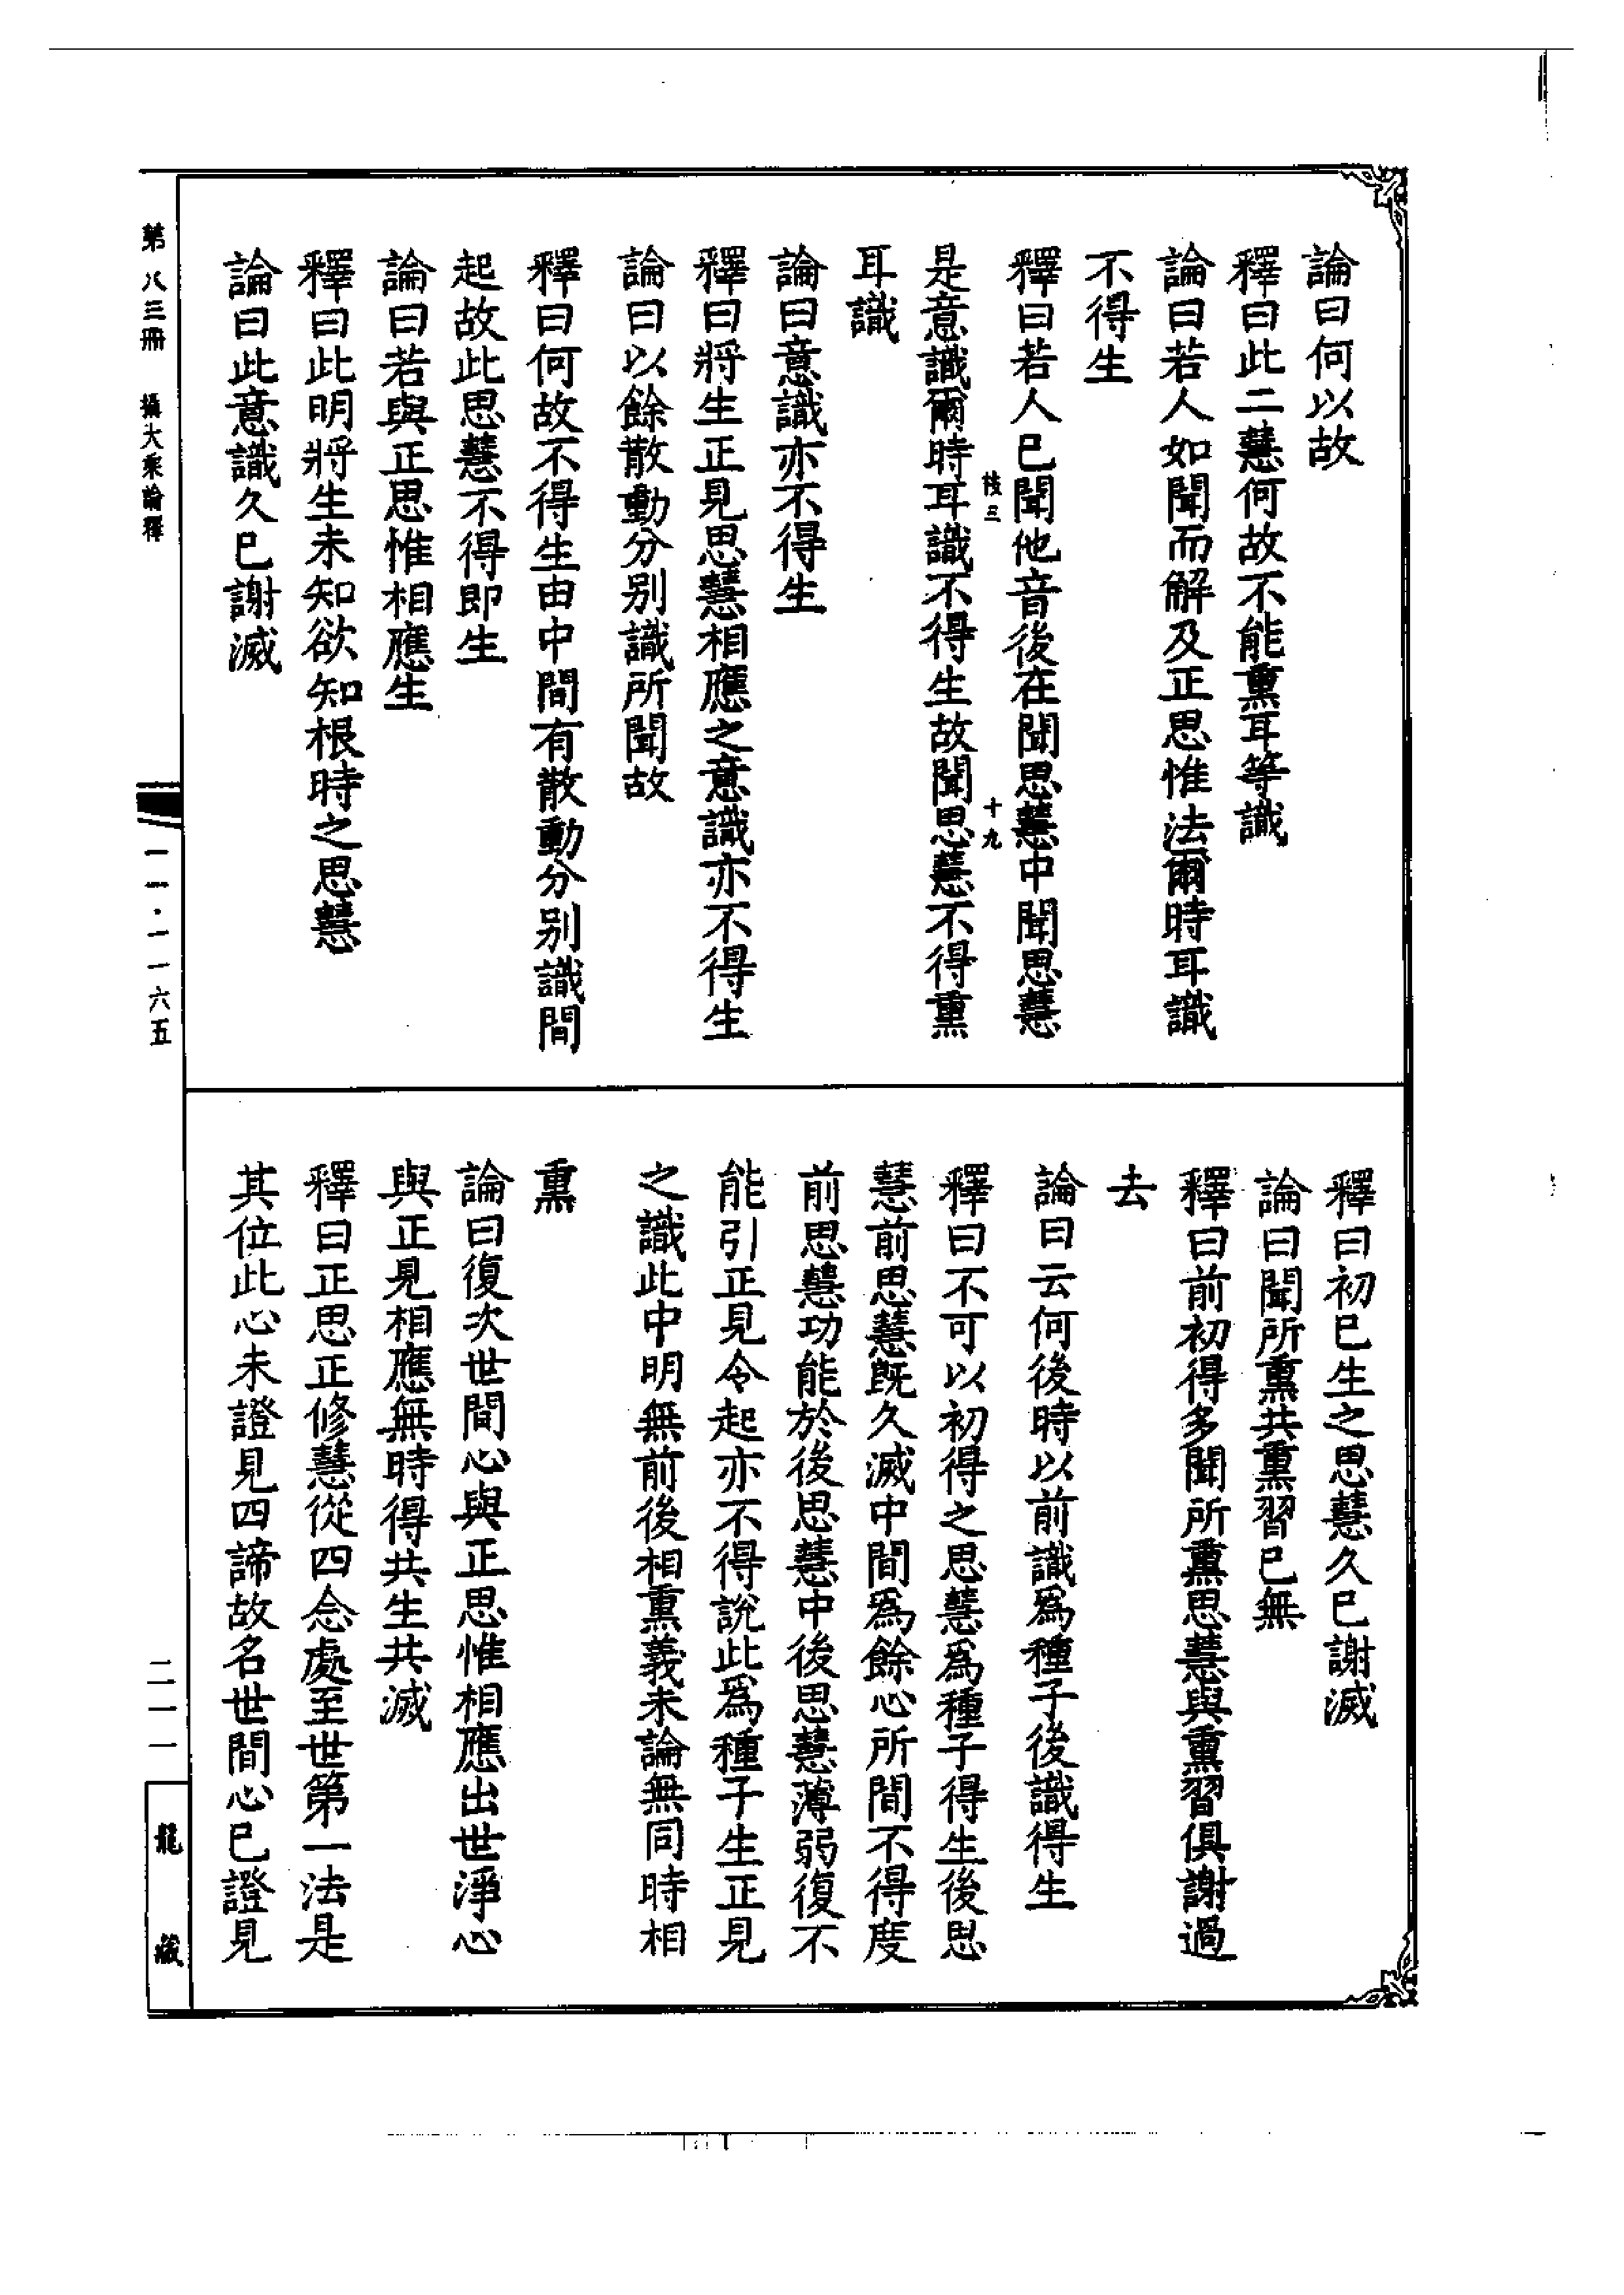 論曰何以故
釋曰此二慧何故不能熏耳等識
論曰若人如聞而解及正思惟法爾時耳識
不得生
釋曰若人已聞他音後在聞思慧中聞思慧
十九
是意識爾時耳識不得生故聞思慧不得熏
耳識
論曰意識亦不得生
釋曰將生正見思慧相應之意識亦不得生
論曰以餘散動分别識所聞故
釋曰何故不得生由中間有散動分别識間
起故此思慧不得即生
論曰若與正思惟相應生
釋曰此明將生未知欲知根時之思慧
論曰此意識久已謝滅
釋曰初已生之思慧久已謝滅
論曰聞所熏共熏習已無
釋曰前初得多聞所熏思慧與熏習俱謝過
去
論曰云何後時以前識爲種子後識得生
釋曰不可以初得之思慧爲種子得生後思
慧前思慧旣久滅中間爲餘心所間不得度
前思慧功能於後思慧中後思慧薄弱復不
能引正見令起亦不得說此爲種子生正見
之識此中明無前後相熏義未論無同時相
熏
論曰復次世間心與正思惟相應出世淨心
與正見相應無時得共生共滅
釋曰正思正修慧從四念處至世第一法是
其位此心未證見四諦故名世間心已證見
第八三冊 攝大乘論釋
一一·一一六五
二一一
龍藏